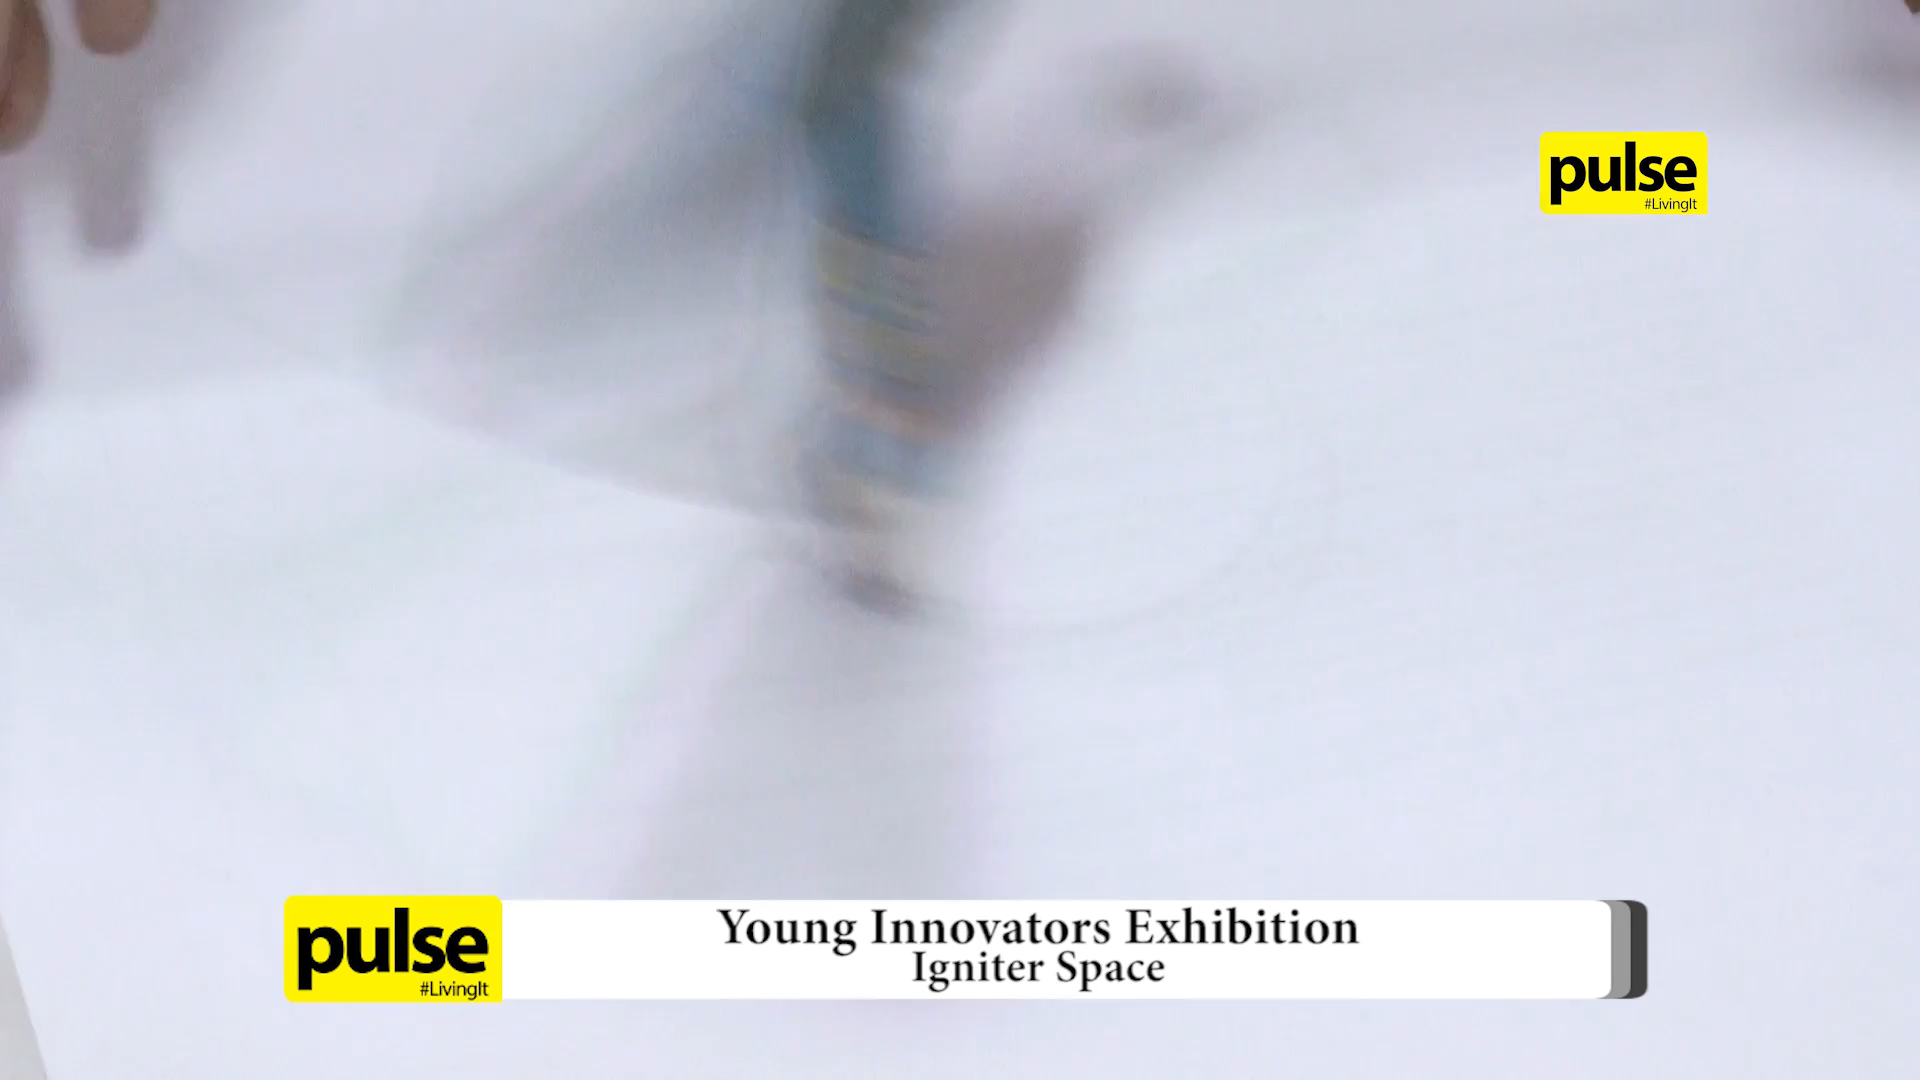 pulse
#LivingIt
pulse
#LivingIt
Young Innovators Exhibition
Igniter Space